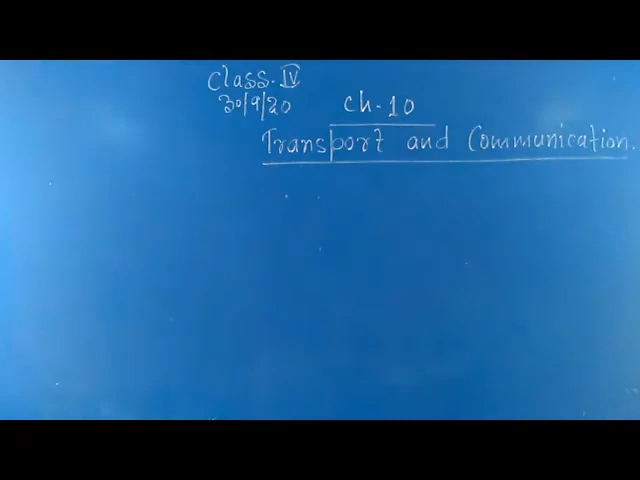 Class-IV
30/9/20
Ch-10
Transport and Communication.